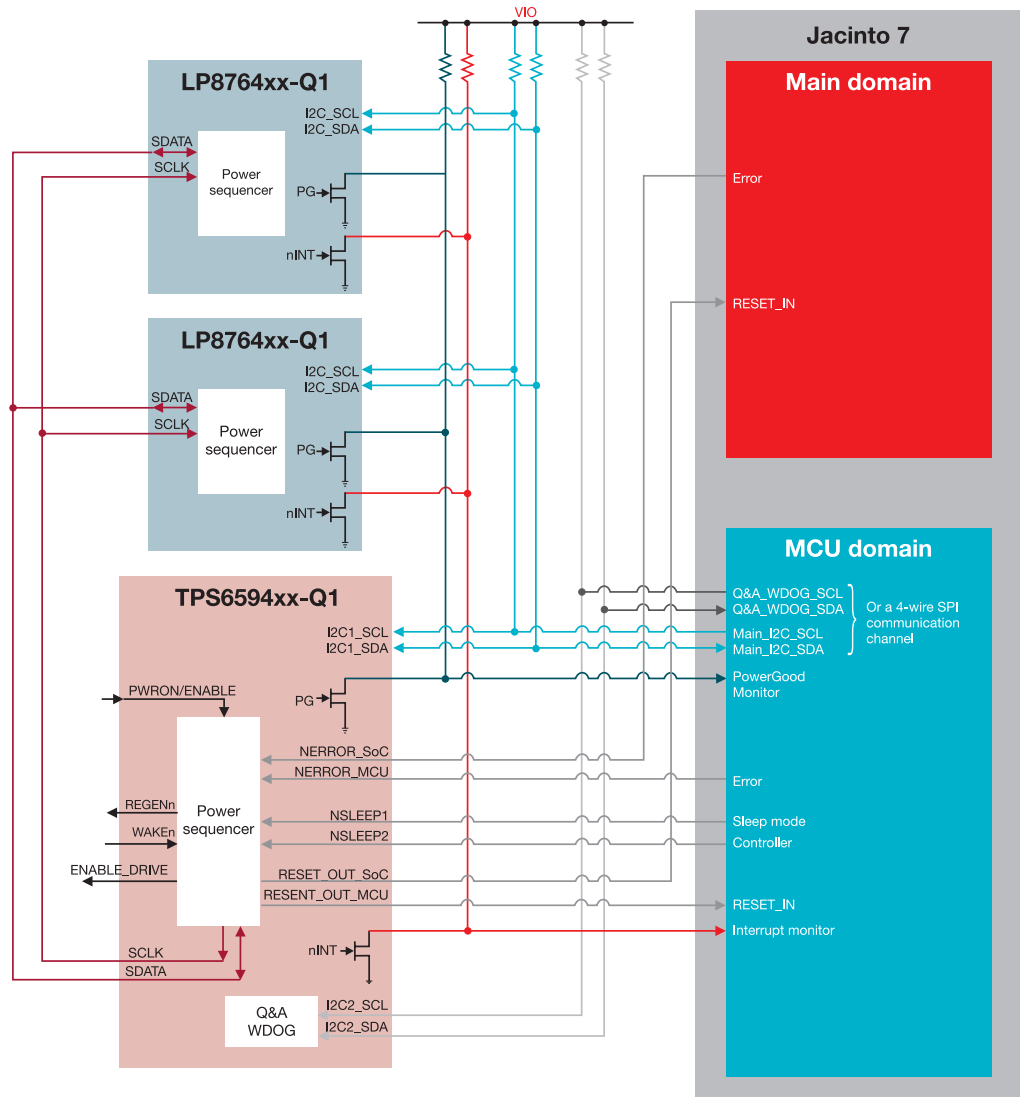 VIO
Jacinto 7
LP8764xx-Q1
I2C_SCL
I2C_SDA
SDATA
SCLK
Power
sequencer
PG
nINT
Main domain
Error
RESET_IN
LP8764xx-Q1
I2C_SCL
I2C_SDA
SDATA
SCLK
Power
sequencer
PG
nINT
MCU domain
Q&A_WDOG_SCL
Q&A_WDOG_SDA
Main_I2C_SCL
Main_I2C_SDA
Or a 4-wire SPI
communication
channel
PowerGood
Monitor
Error
Sleep mode
Controller
RESET_IN
Interrupt monitor
TPS6594xx-Q1
I2C1_SCL
I2C1_SDA
PWRON/ENABLE
PG
NERROR_SoC
NERROR_MCU
REGENn
Power
sequencer
NSLEEP1
WAKEn
NSLEEP2
ENABLE_DRIVE
RESET_OUT_SoC
RESENT_OUT_MCU
SCLK
SDATA
nINT
Q&A
WDOG
I2C2_SCL
I2C2_SDA